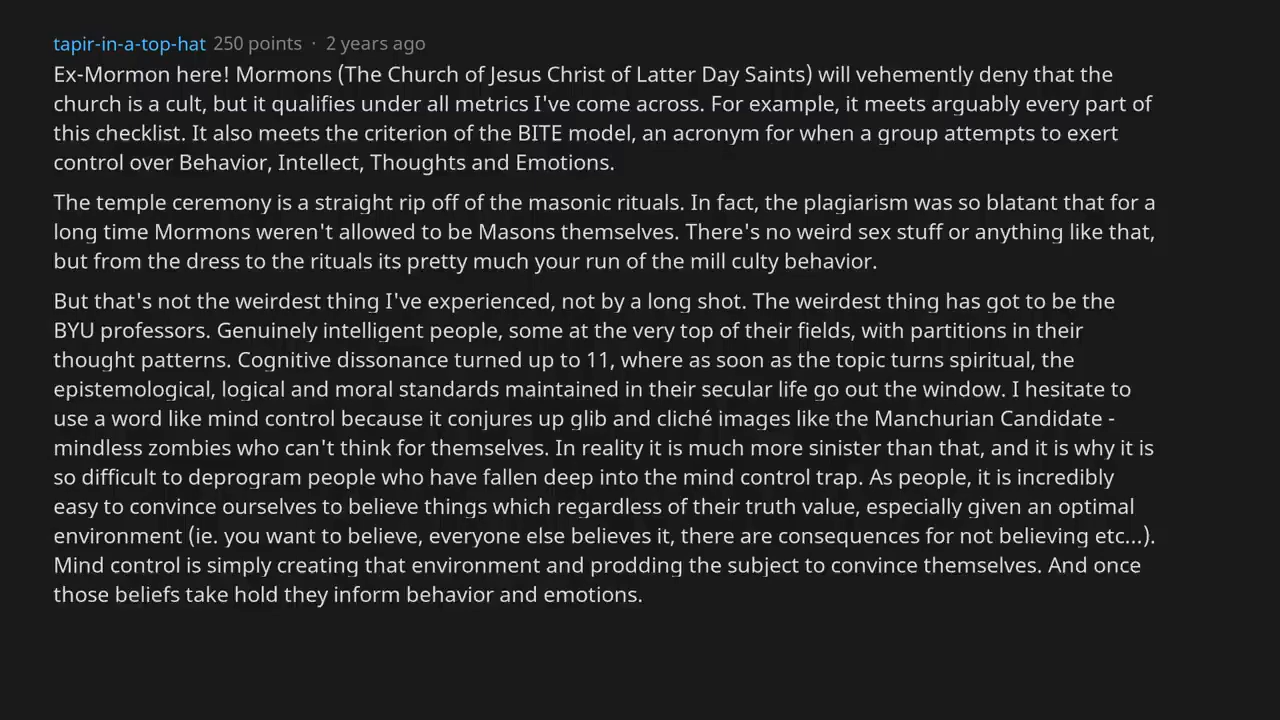 tapir-in-a-top-hat 250 points · 2 years ago
Ex-Mormon here! Mormons (The Church of Jesus Christ of Latter Day Saints) will vehemently deny that the
church is a cult, but it qualifies under all metrics I've come across. For example, it meets arguably every part of
this checklist. It also meets the criterion of the BITE model, an acronym for when a group attempts to exert
control over Behavior, Intellect, Thoughts and Emotions.
The temple ceremony is a straight rip off of the masonic rituals. In fact, the plagiarism was so blatant that for a
long time Mormons weren't allowed to be Masons themselves. There's no weird sex stuff or anything like that,
but from the dress to the rituals its pretty much your run of the mill culty behavior.
But that's not the weirdest thing I've experienced, not by a long shot. The weirdest thing has got to be the
BYU professors. Genuinely intelligent people, some at the very top of their fields, with partitions in their
thought patterns. Cognitive dissonance turned up to 11, where as soon as the topic turns spiritual, the
epistemological, logical and moral standards maintained in their secular life go out the window. I hesitate to
use a word like mind control because it conjures up glib and cliché images like the Manchurian Candidate -
mindless zombies who can't think for themselves. In reality it is much more sinister than that, and it is why it is
so difficult to deprogram people who have fallen deep into the mind control trap. As people, it is incredibly
easy to convince ourselves to believe things which regardless of their truth value, especially given an optimal
environment (ie. you want to believe, everyone else believes it, there are consequences for not believing etc...).
Mind control is simply creating that environment and prodding the subject to convince themselves. And once
those beliefs take hold they inform behavior and emotions.